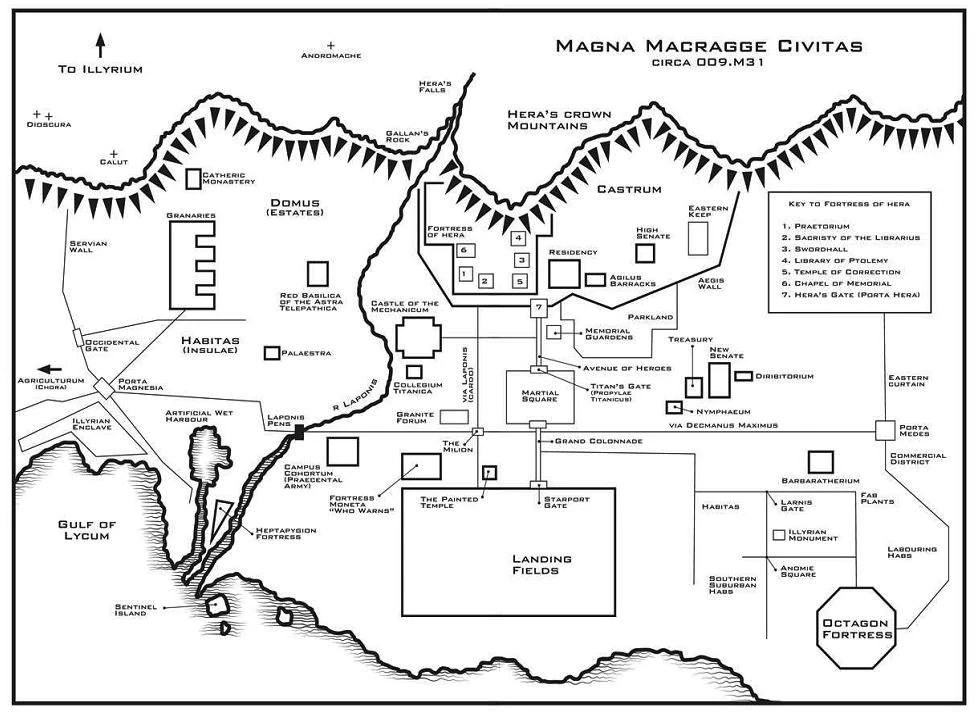 Magna Macragge Civitas
circa 009.M31
To Illyrium
Andromache
Hera's
Falls
Dioscura
Calut
Gallan's
Rock
Hera's crown
Mountains
Catheric
Monastery
Domus
(Estates)
Castrum
Granaries
Servian
Wall
Fortress
of hera
6
4
3
1
2
5
Residency
High
Senate
Eastern
Keep
Agilus
Barracks
Aegis
Wall
Key to Fortress of hera
1. Praetorium
2. Sacristy of the Librarius
3. Swordhall
4. Library of Ptolemy
5. Temple of Correction
6. Chapel of Memorial
7. Hera's Gate (Porta Hera)
Red Basilica
of the Astra
Telepathica
Castle of the
Mechanicum
7
Parkland
Memorial
Guardens
Treasury
New
Senate
Occidental
Gate
Habitas
(Insulae)
Palaestra
Avenue of Heroes
Titan's Gate
(Propylae
Titanicus)
Diribitorium
Agriculturum
(Chora)
Porta
Magnesia
Collegium
Titanica
Via Laponis
(Cardo)
Martial
Square
Nymphaeum
Eastern
curtain
R Laponis
Illyrian
Enclave
Artificial Wet
Harbour
Laponis
Pens
Granite
Forum
via Decmanus Maximus
Porta
Medes
The
Milion
Grand Colonnade
Campus
Cohortum
(Praecental
Army)
Fortress
Moneta
"Who Warns"
The Painted
Temple
Starport
Gate
Barbaratherium
Commercial
District
Gulf of
Lycum
Heptapygion
Fortress
Habitas
Larnis
Gate
Fab
Plants
Illyrian
Monument
Landing
Fields
Anomie
Square
Labouring
Habs
Southern
Suburban
Habs
Sentinel
Island
Octagon
Fortress